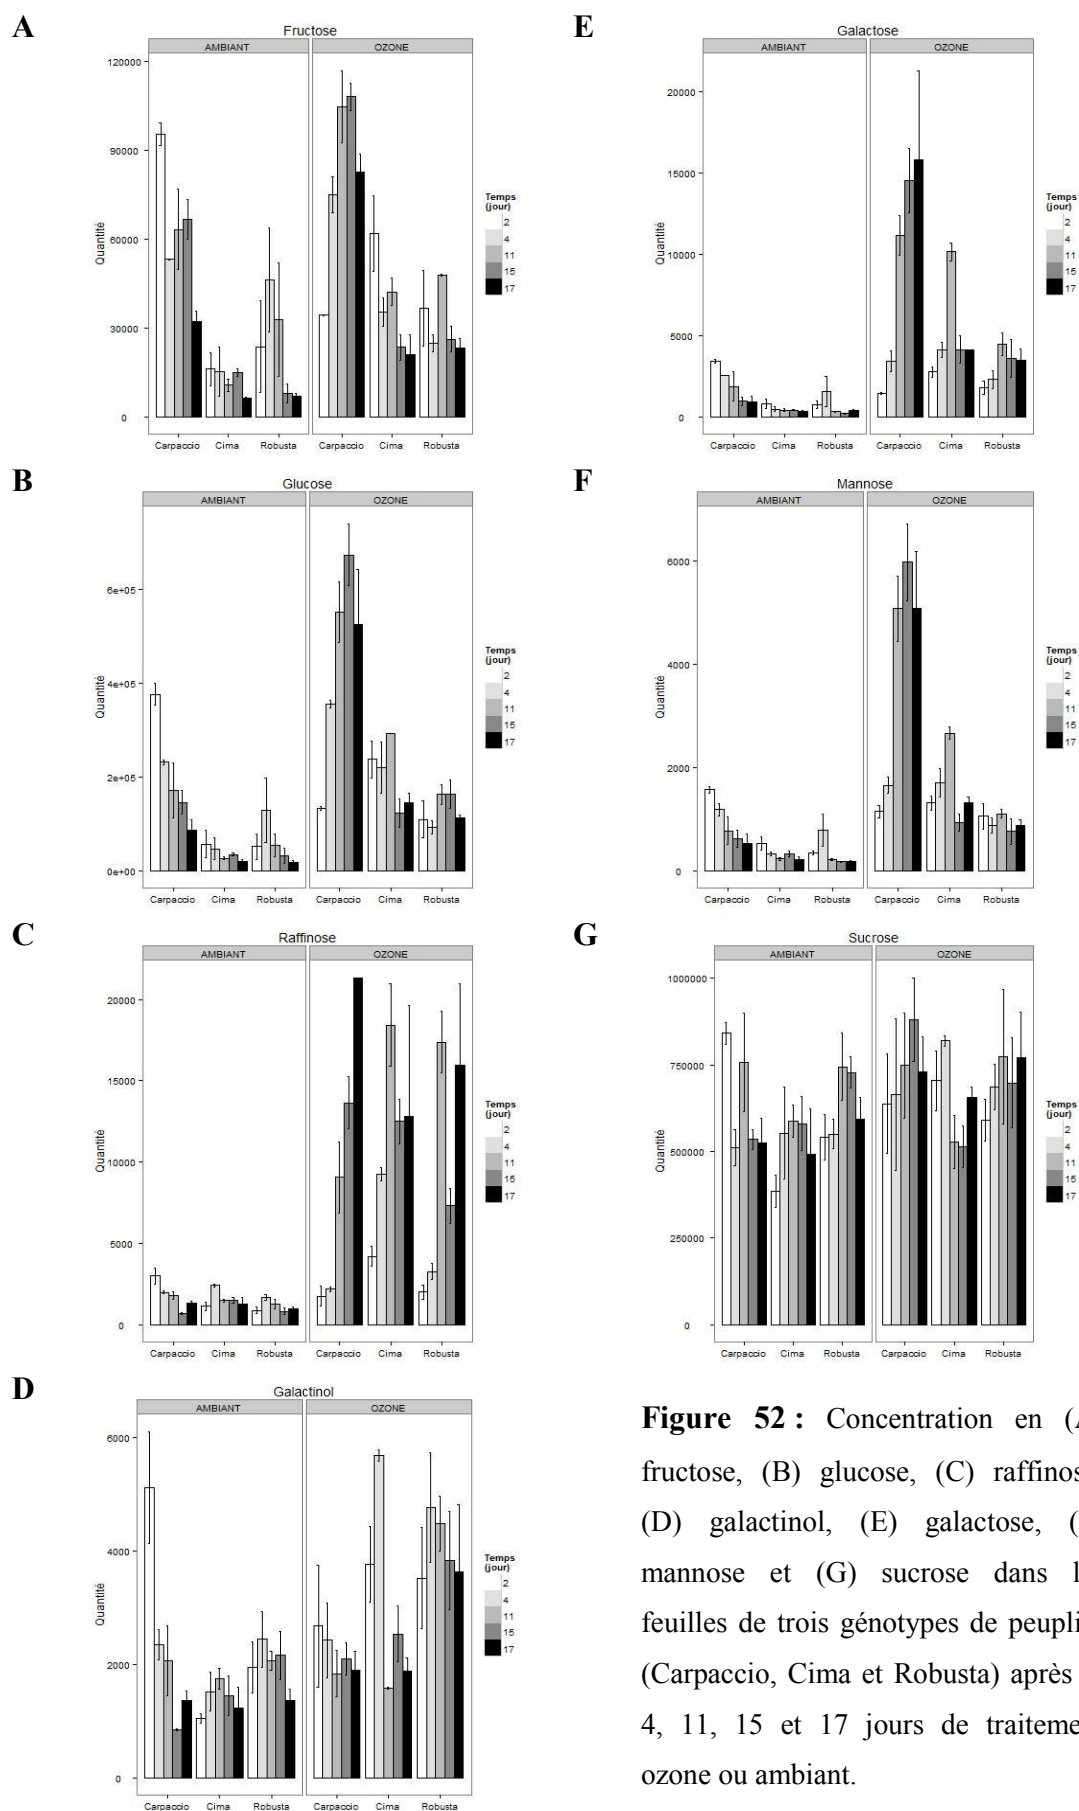 A
Fructose
AMBIANT
OZONE
120000
90000
60000
30000
0
Quantité
Carpaccio Cima Robusta
Carpaccio Cima Robusta
Temps
(jour)
2
4
11
15
17
B
Glucose
AMBIANT
OZONE
6e+05
4e+05
2e+05
0e+00
Quantité
Carpaccio Cima Robusta
Carpaccio Cima Robusta
Temps
(jour)
2
4
11
15
17
C
Raffinose
AMBIANT
OZONE
20000
15000
10000
5000
0
Quantité
Carpaccio Cima Robusta
Carpaccio Cima Robusta
Temps
(jour)
2
4
11
15
17
D
Galactinol
AMBIANT
OZONE
6000
4000
2000
0
Quantité
Carpaccio Cima Robusta
Carpaccio Cima Robusta
Temps
(jour)
2
4
11
15
17
E
Galactose
AMBIANT
OZONE
20000
15000
10000
5000
0
Quantité
Carpaccio Cima Robusta
Carpaccio Cima Robusta
Temps
(jour)
2
4
11
15
17
F
Mannose
AMBIANT
OZONE
6000
4000
2000
0
Quantité
Carpaccio Cima Robusta
Carpaccio Cima Robusta
Temps
(jour)
2
4
11
15
17
G
Sucrose
AMBIANT
OZONE
1000000
750000
500000
250000
0
Quantité
Carpaccio Cima Robusta
Carpaccio Cima Robusta
Temps
(jour)
2
4
11
15
17
Figure 52 : Concentration en (A
fructose, (B) glucose, (C) raffinos
(D) galactinol, (E) galactose, (
mannose et (G) sucrose dans l
feuilles de trois génotypes de peupli
(Carpaccio, Cima et Robusta) après
4, 11, 15 et 17 jours de traiteme
ozone ou ambiant.